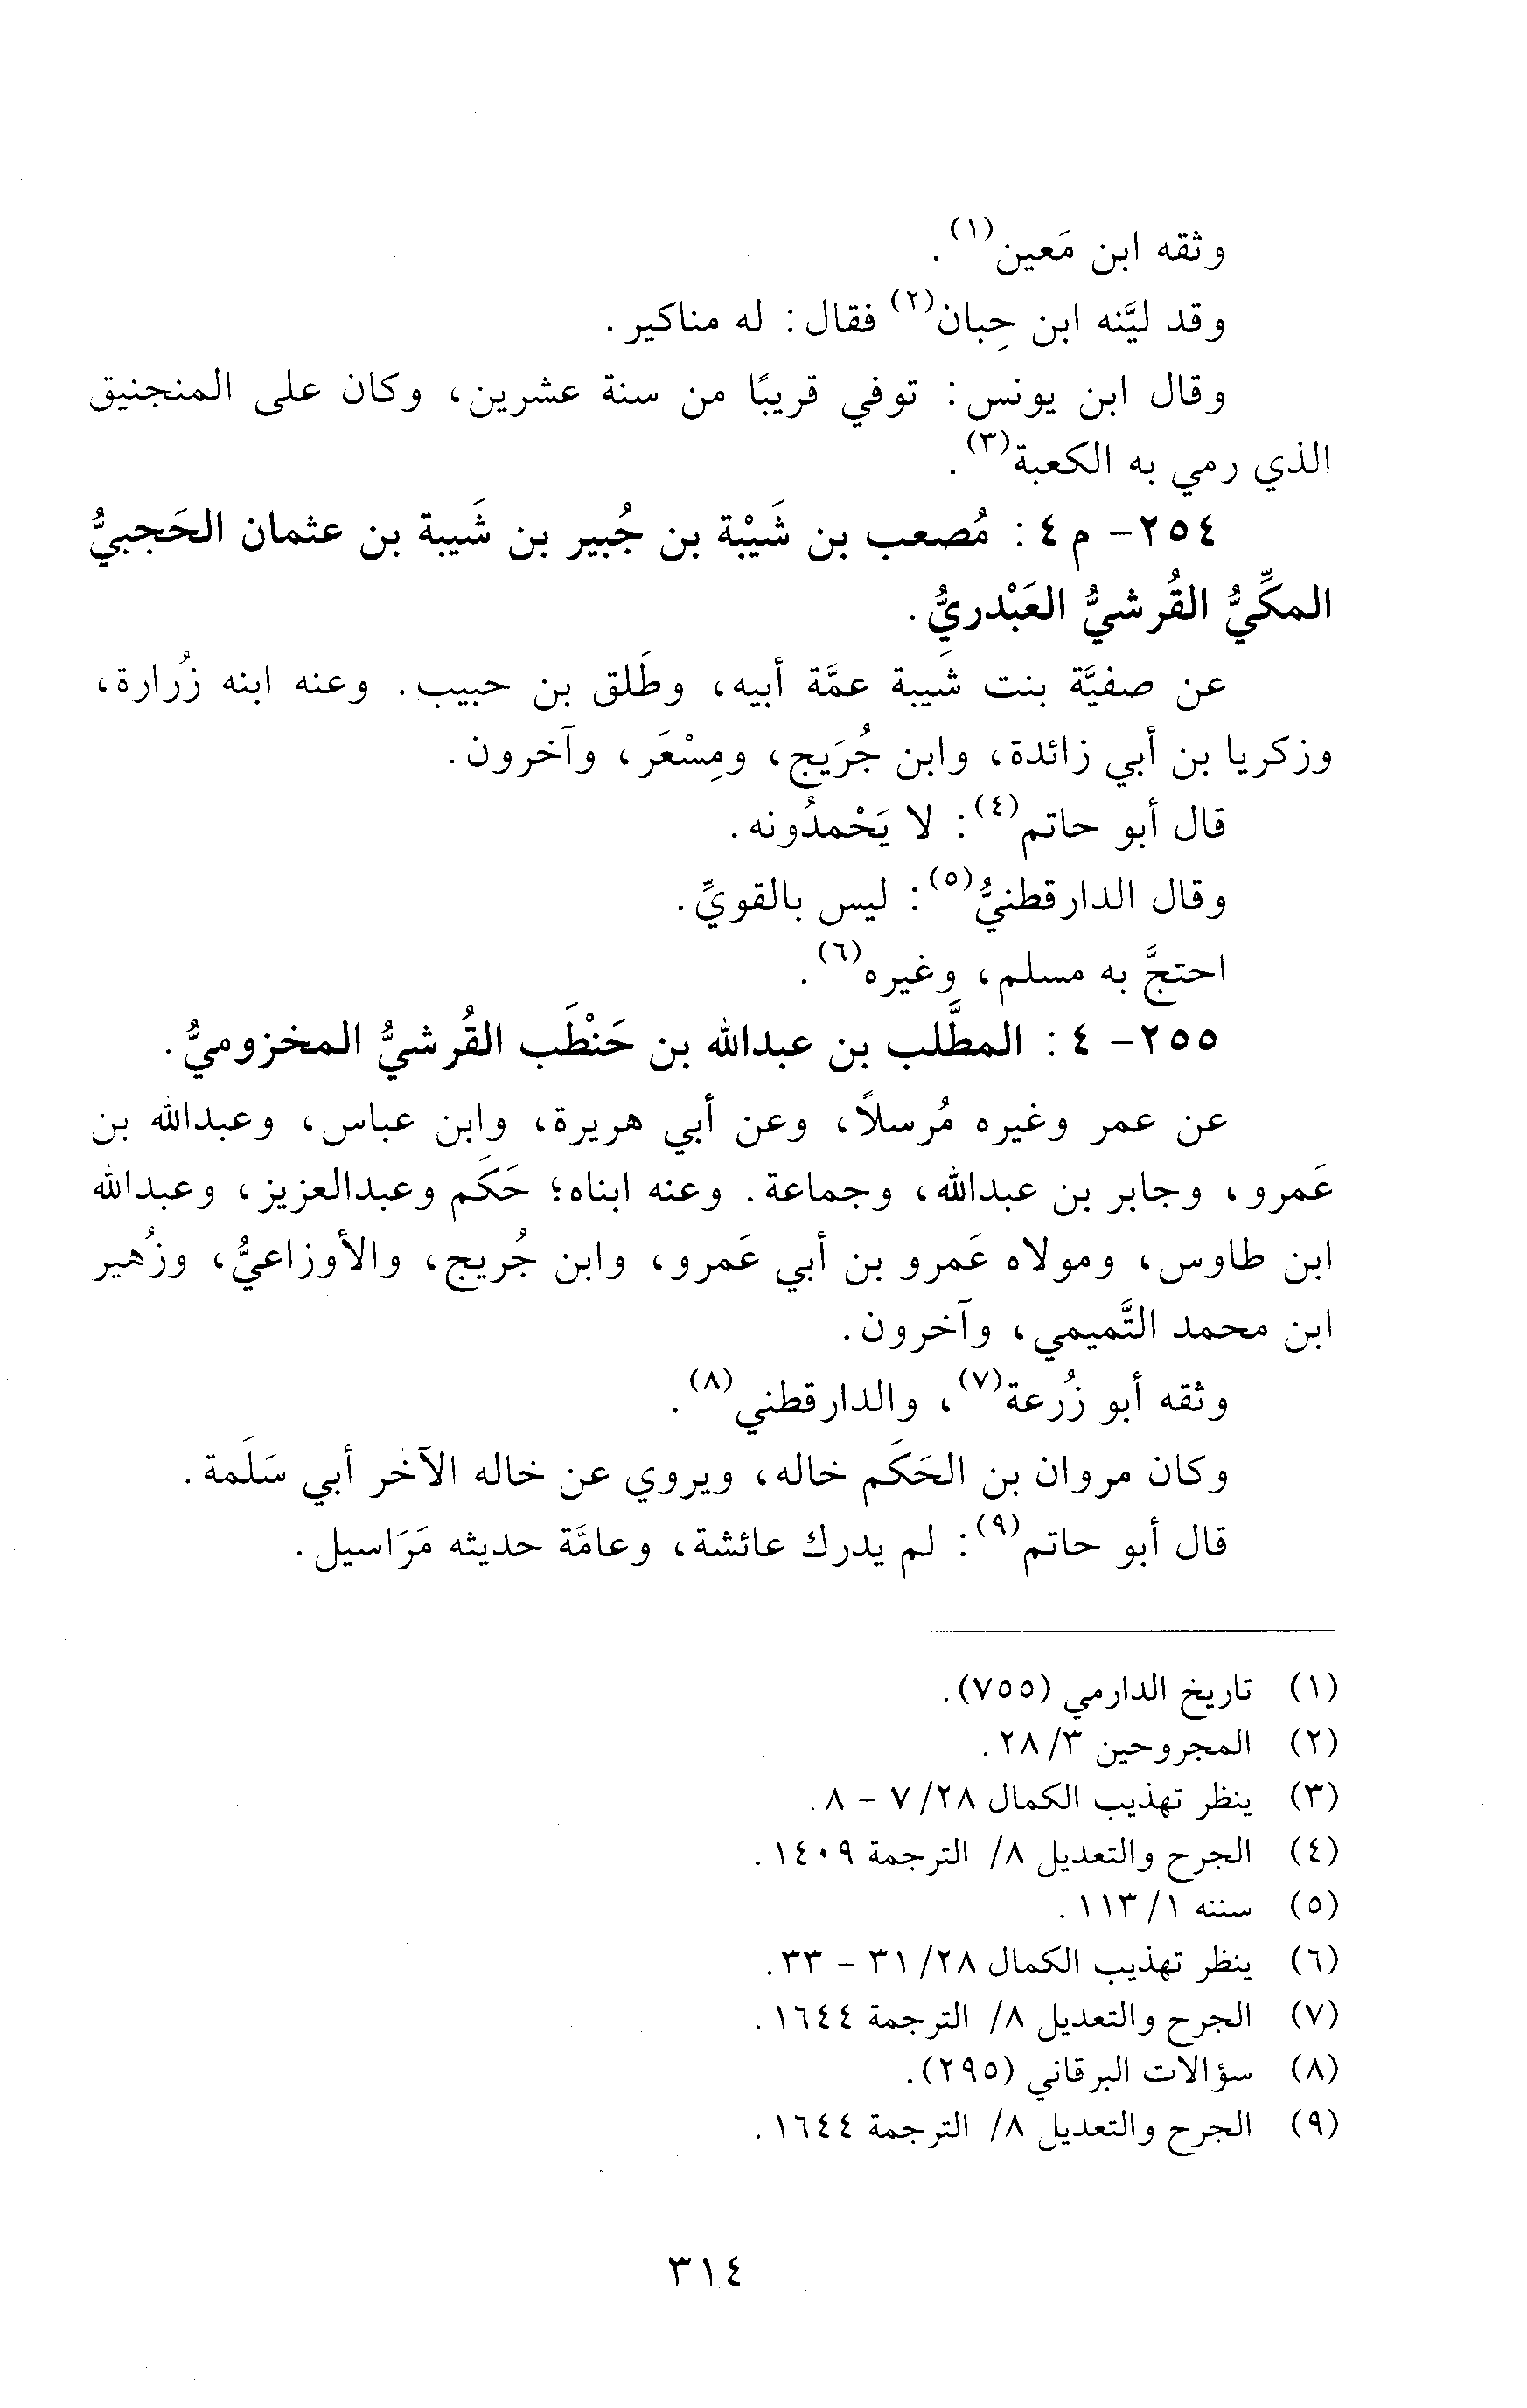 وثقه ابن مَعين(١).
وقد ليَّنه ابن حِبان(٢) فقال: له مناكير.
وقال ابن يونس: توفي قريبًا من سنة عشرين، وكان على المنجنيق
الذي رمي به الكعبة(٣).
٢٥٤- م ٤: مُصعب بن شَيْبة بن جُبير بن شَيبة بن عثمان الحَجبيُّ
المكِّيُّ القُرشيُّ العَبْدريُّ.
عن صفيَّة بنت شيبة عمَّة أبيه، وطَلق بن حبيبٍ. وعنه ابنه زُرارة،
وزكريا بن أبي زائدة، وابن جُرَيج، ومِسْعَر، وآخرون.
قال أبو حاتم(٤): لا يَحْمدُونه.
وقال الدارقطنيُّ(٥): ليس بالقويِّ.
احتجَّ به مسلم، وغيره(٦).
٢٥٥- ٤: المطَّلب بن عبدالله بن حَنْطَب القُرشيُّ المخزوميُّ.
عن عمر وغيره مُرسلاً، وعن أبي هريرة، وابن عباس، وعبدالله بن
عَمرو، وجابر بن عبدالله، وجماعة. وعنه ابناه؛ حَكَم وعبدالعزيز، وعبدالله
ابن طاوس، ومولاه عَمرو بن أبي عَمرو، وابن جُريج، والأوزاعيُّ، وزُهير
ابن محمد التَّميمي، وآخرون.
وثقه أبو زُرعة(٧)، والدارقطني(٨).
وكان مروان بن الحَكَم خاله، ويروي عن خاله الآخر أبي سَلَمة.
قال أبو حاتم(٩): لم يدرك عائشة، وعامَّة حديثه مَرَاسيل.
(١) تاريخ الدارمي (٧٥٥).
(٢) المجروحين ٣/ ٢٨.
(٣) ينظر تهذيب الكمال ٢٨/ ٧ - ٨.
(٤) الجرح والتعديل ٨/ الترجمة ١٤٠٩.
(٥) سننه ١/ ١١٣.
(٦) ينظر تهذيب الكمال ٢٨/ ٣١ - ٣٣.
(٧) الجرح والتعديل ٨/ الترجمة ١٦٤٤.
(٨) سؤالات البرقاني (٢٩٥).
(٩) الجرح والتعديل ٨/ الترجمة ١٦٤٤.
٣١٤